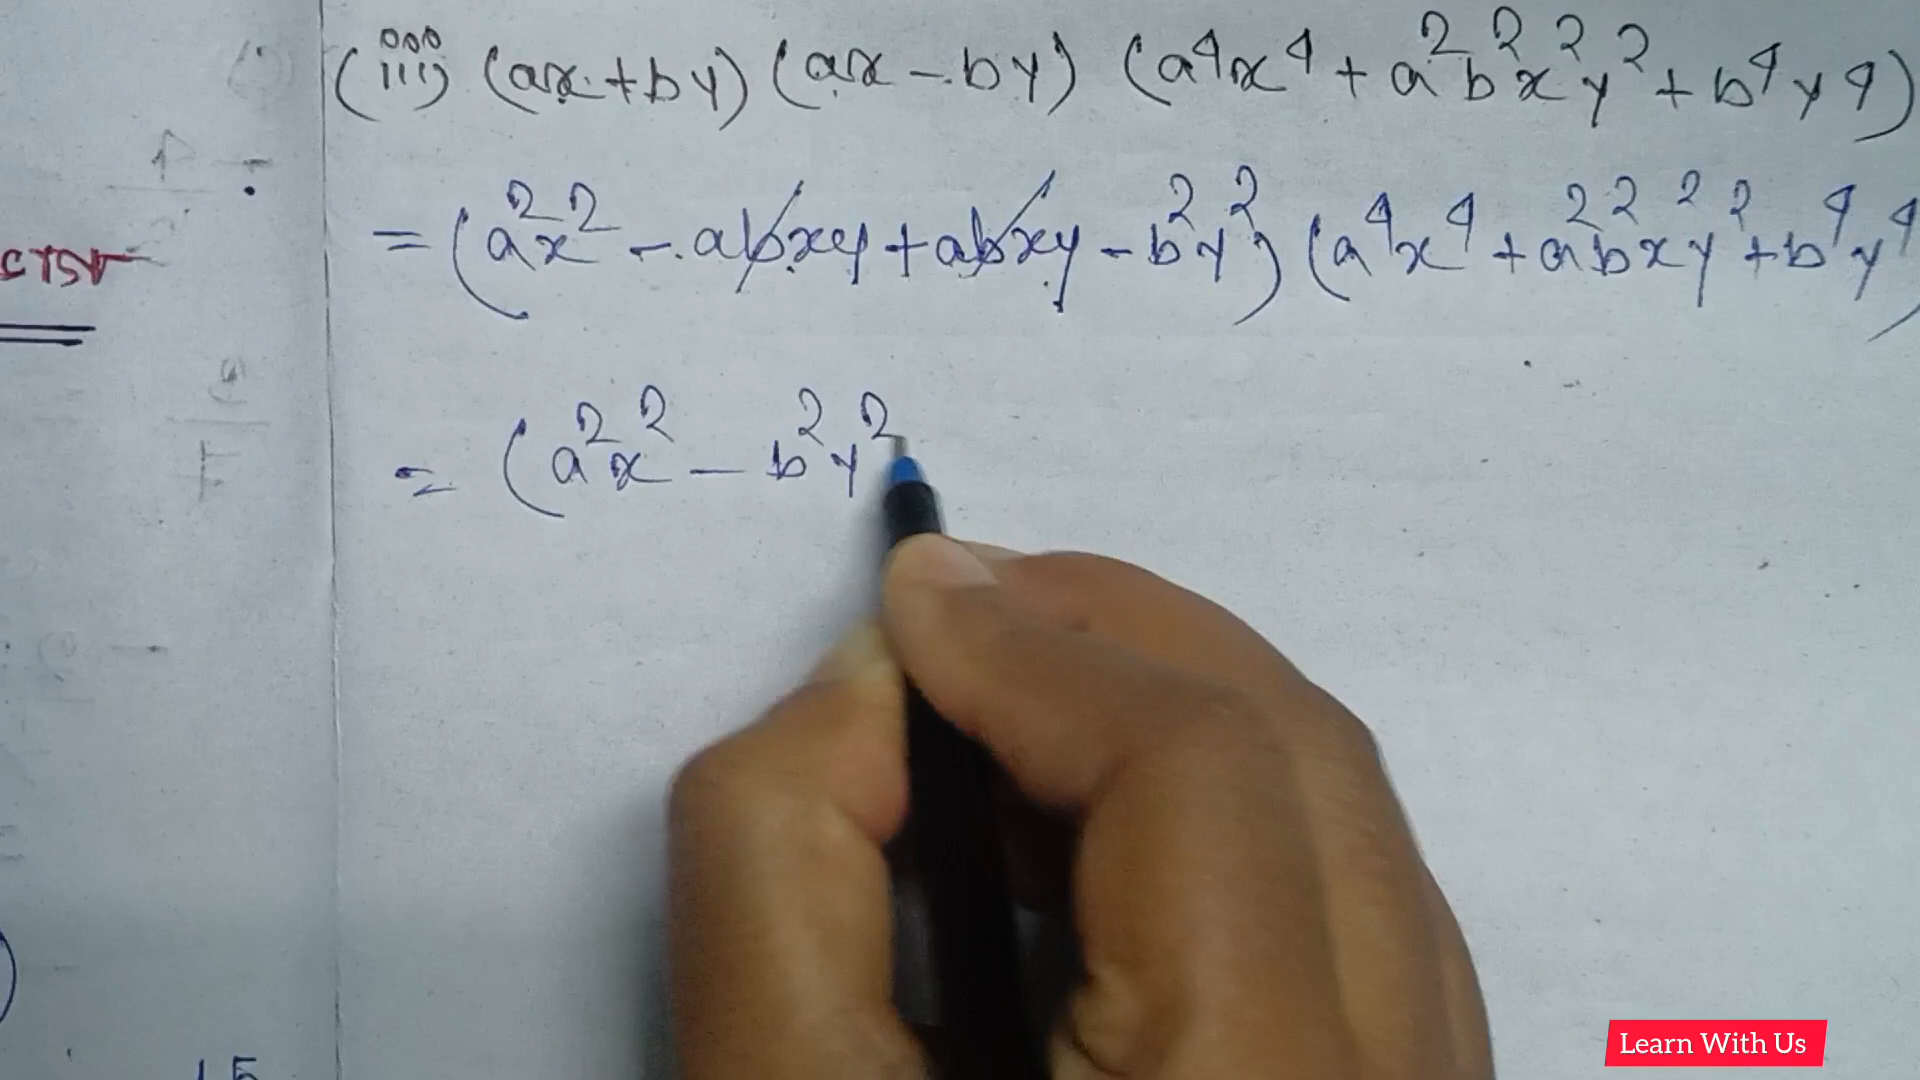 (iii) (ax + by) (ax - by) (a⁴x⁴ + a²b²x²y² + b⁴y⁴)
= (a²x² - abxy + abxy - b²y²) (a⁴x⁴ + a²b²x²y² + b⁴y⁴)
= (a²x² - b²y²
15
Learn With Us